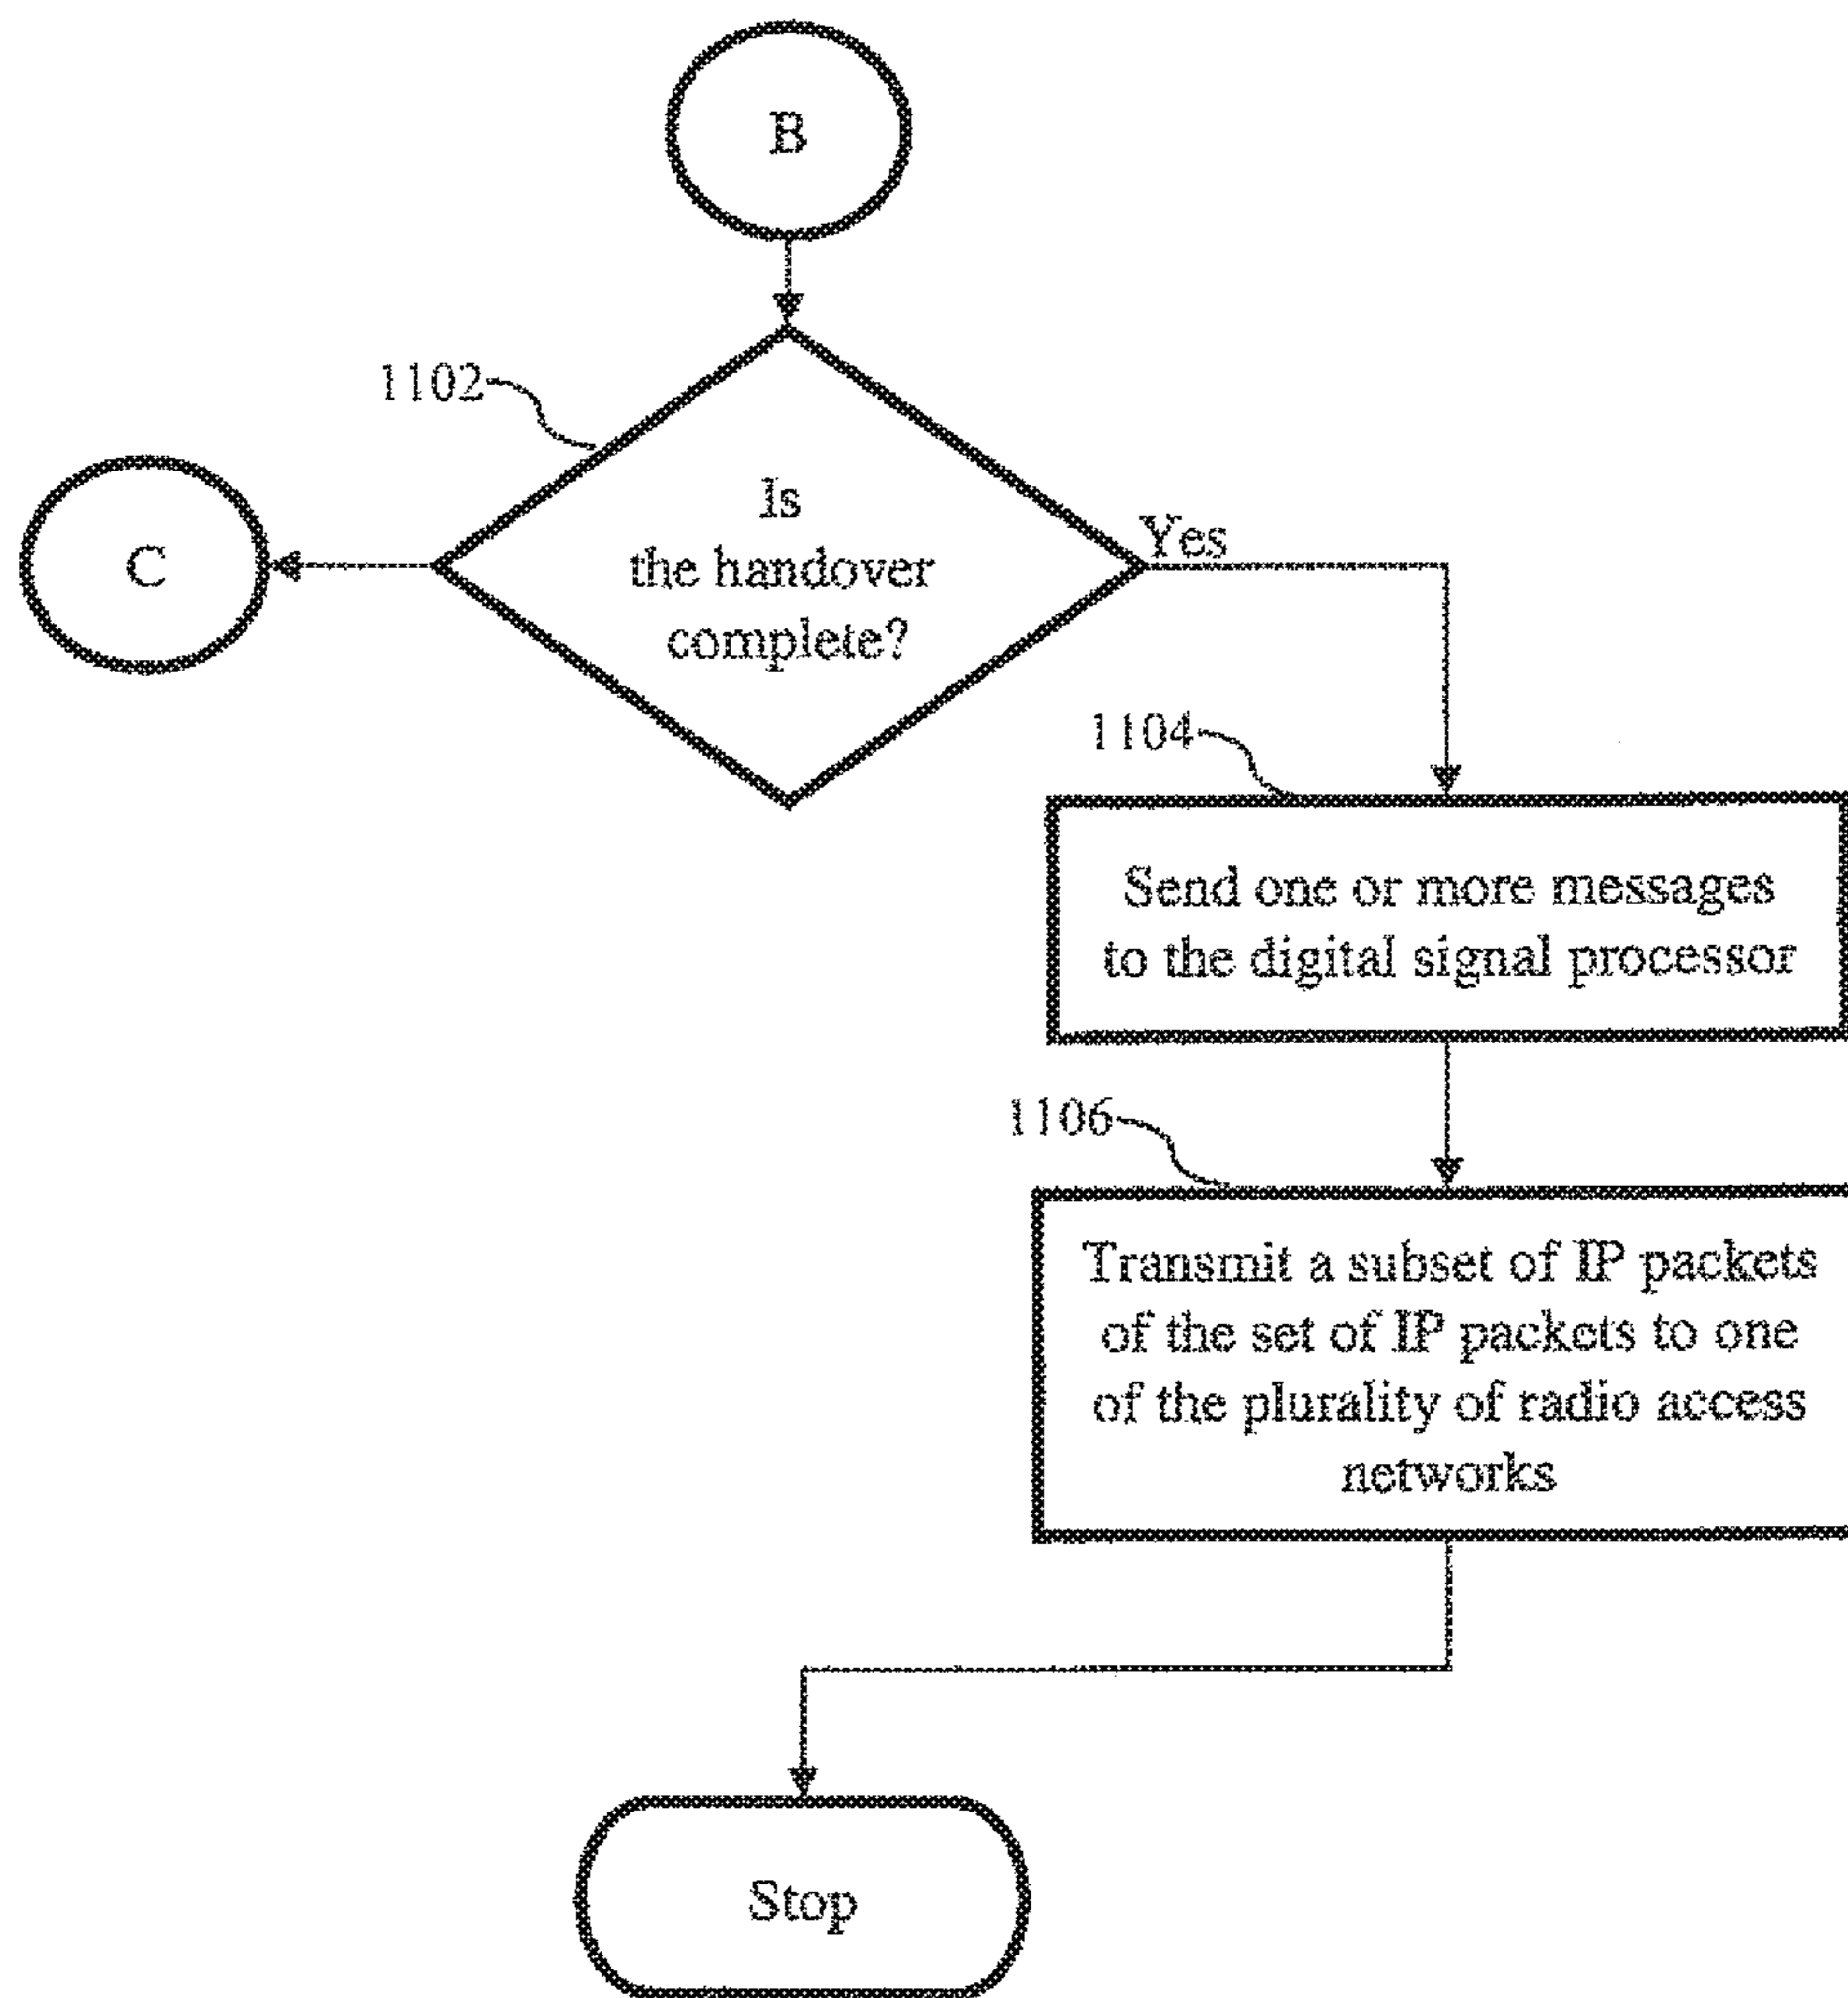 B
1102
Is
the handover
complete?
Yes
C
1104
Send one or more messages
to the digital signal processor
1106
Transmit a subset of IP packets
of the set of IP packets to one
of the plurality of radio access
networks
Stop